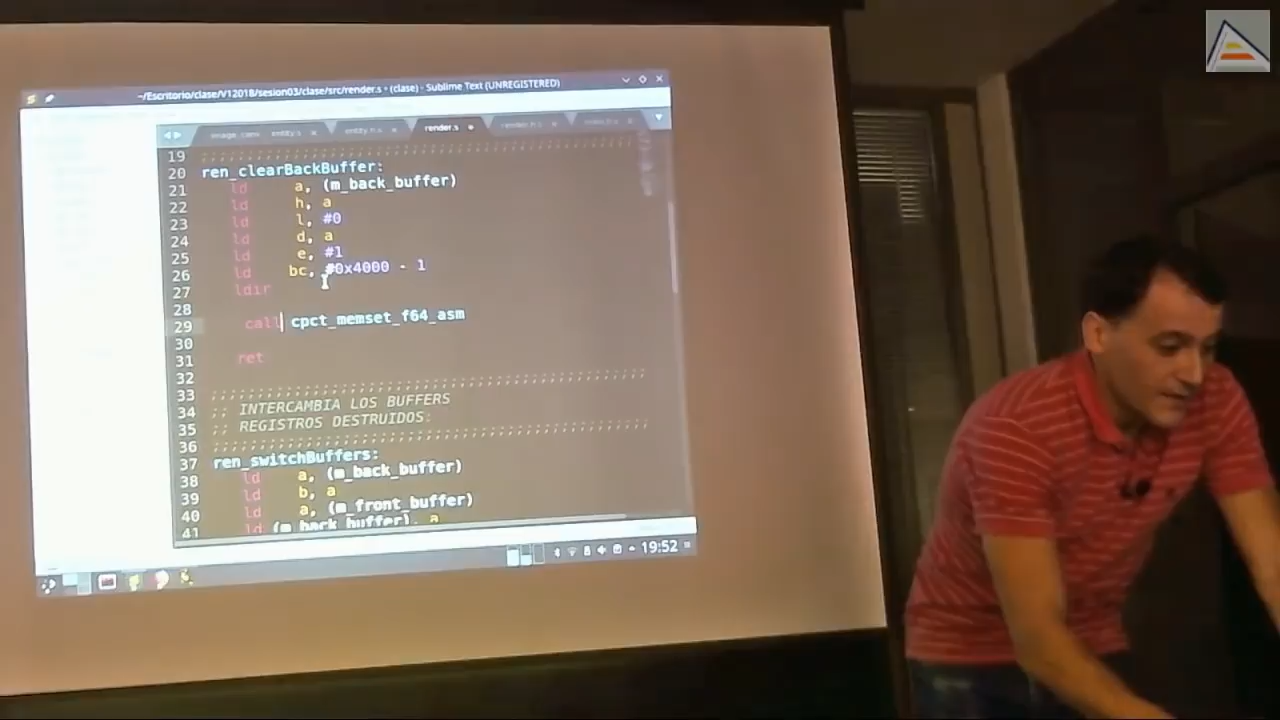 ~/Escritorio/clase/V12018/sesion03/clase/src/render.s • (clase) - Sublime Text (UNREGISTERED)
entity.s entity.h.s render.s render.h.s
19 ;;;;;;;;;;;;;;;;;;;;;;;;;;;;;;;;;;;;;;;;;;
20 ren_clearBackBuffer:
21 ld a, (m_back_buffer)
22 ld h, a
23 ld l, #0
24 ld d, a
25 ld e, #1
26 ld bc, #0x4000 - 1
27 ldir
28
29 call cpct_memset_f64_asm
30
31 ret
32
33 ;;;;;;;;;;;;;;;;;;;;;;;;;;;;;;;;;;;;;;;;;;
34 ;; INTERCAMBIA LOS BUFFERS
35 ;; REGISTROS DESTRUIDOS:
36 ;;;;;;;;;;;;;;;;;;;;;;;;;;;;;;;;;;;;;;;;;;
37 ren_switchBuffers:
38 ld a, (m_back_buffer)
39 ld b, a
40 ld a, (m_front_buffer)
41 ld (m_back_buffer), a
19:52